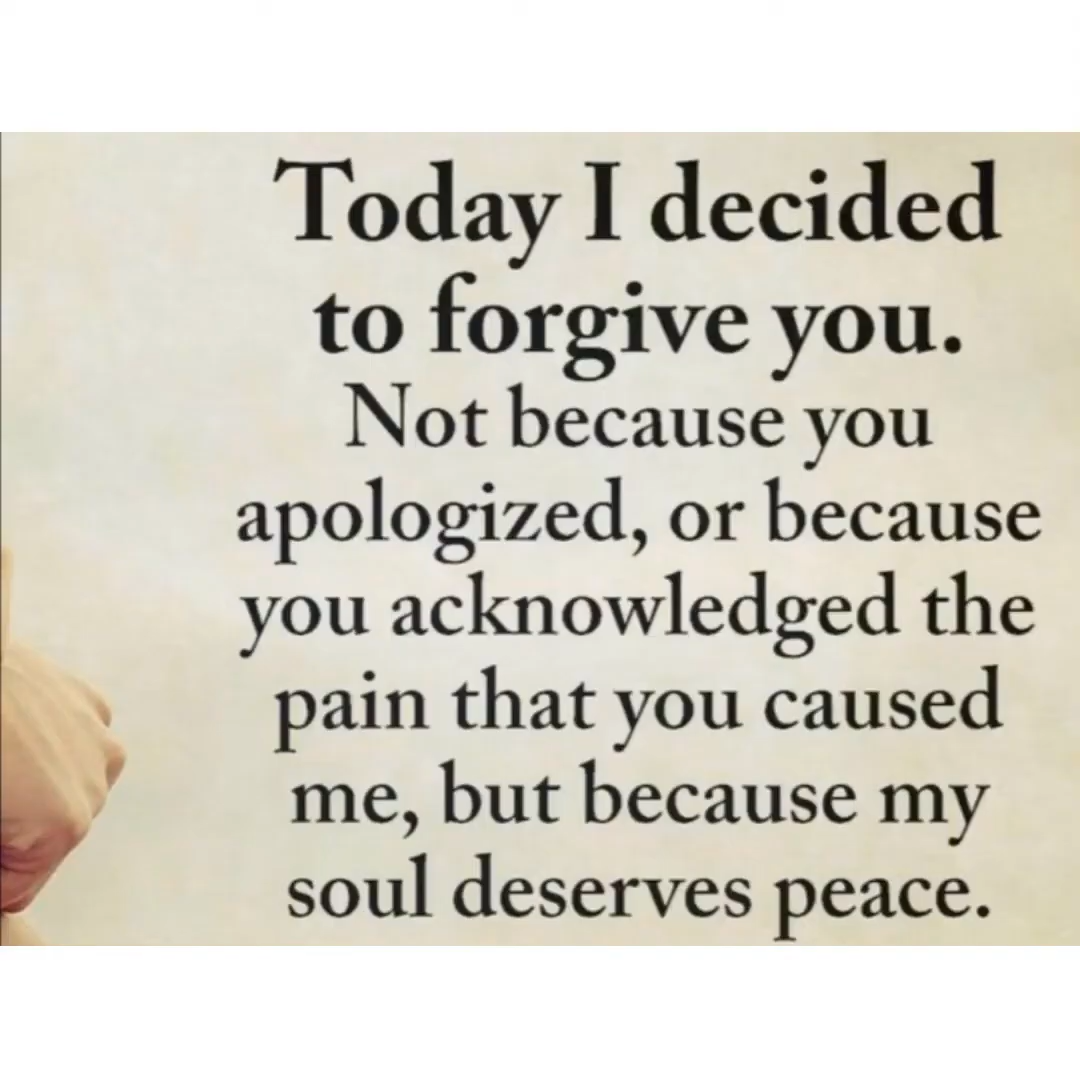 Today I decided
to forgive you.
Not because you
apologized, or because
you acknowledged the
pain that you caused
me, but because my
soul deserves peace.